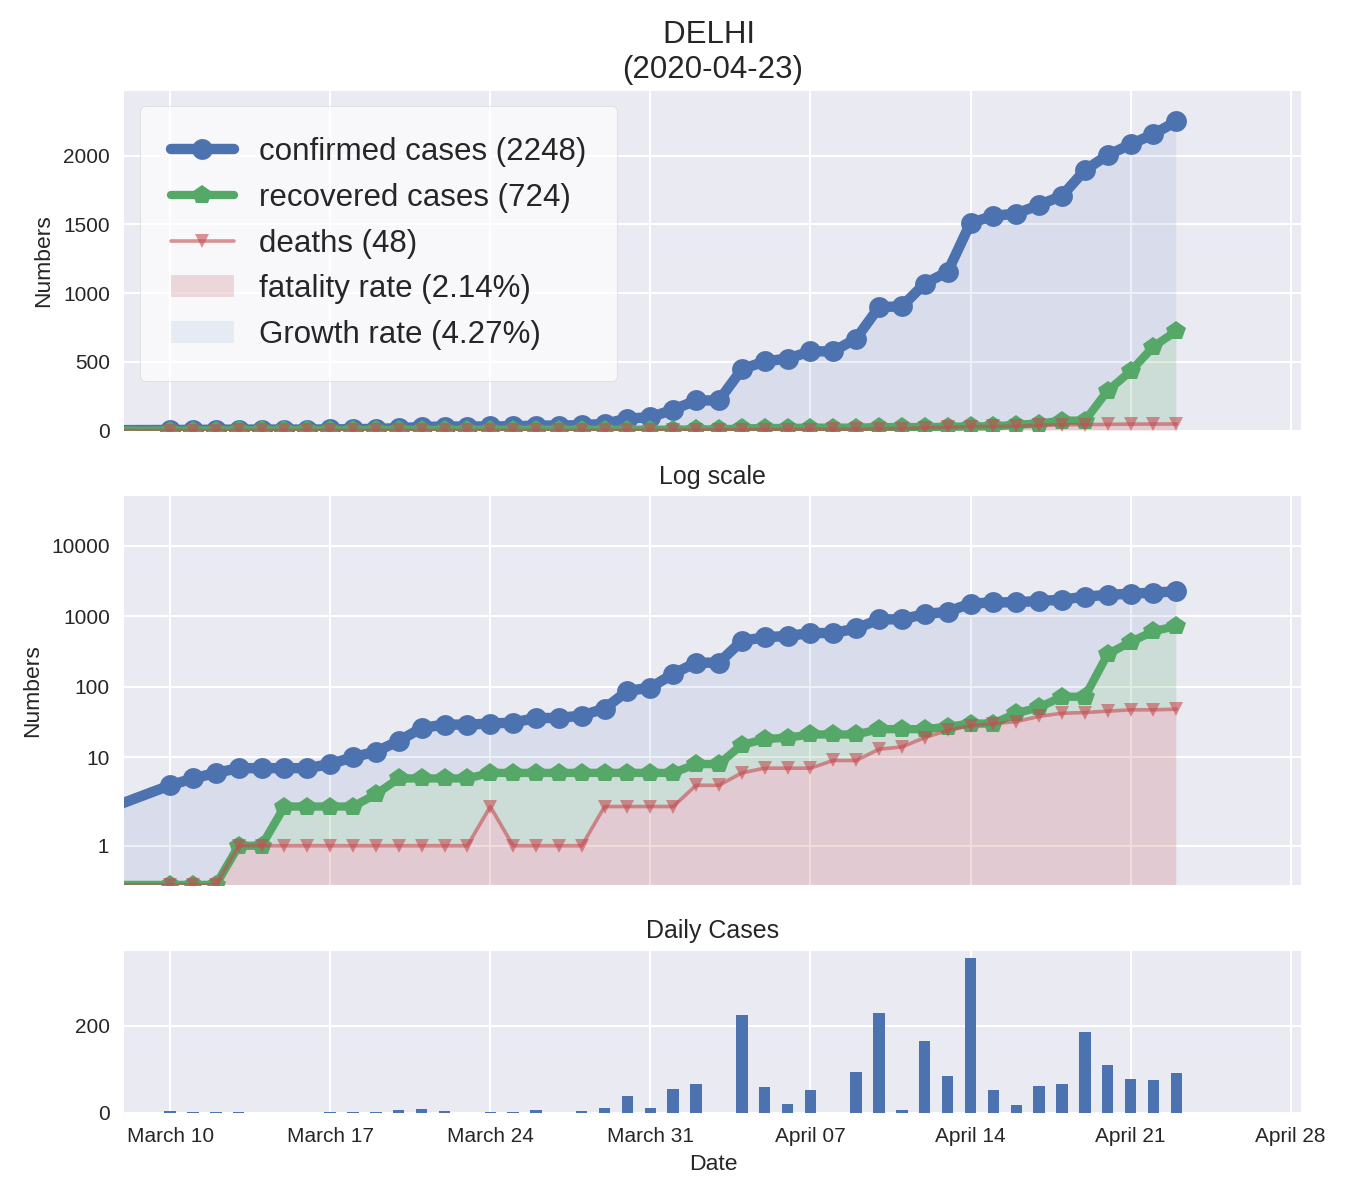 DELHI
(2020-04-23)
confirmed cases (2248)
recovered cases (724)
deaths (48)
fatality rate (2.14%)
Growth rate (4.27%)
Numbers
2000
1500
1000
500
0
Log scale
Numbers
10000
1000
100
10
1
Daily Cases
200
0
March 10 March 17 March 24 March 31 April 07 April 14 April 21 April 28
Date